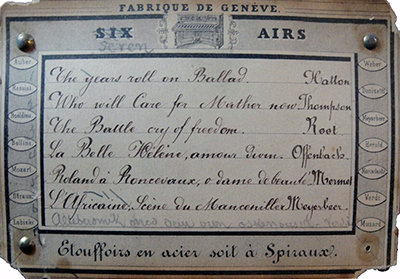 FABRIQUE DE GENÈVE.
SIX AIRS
seven
The years roll on Ballad. Hatton
Who will Care for Mother now. Thompson
The Battle cry of freedom. Root
La Belle Hélène, amour divin. Offenbach.
Roland à Roncevaux, o dame de beauté Mermet
L'Africaine, Scène du Mancenillier Meyerbeer
Auber
Rossini
Boieldieu
Bellini
Mozart
Strauss
Labitzki
Weber
Donizetti
Meyerbeer
Herold
Verdi
Musard
Etouffoirs en acier soit à Spiraux.